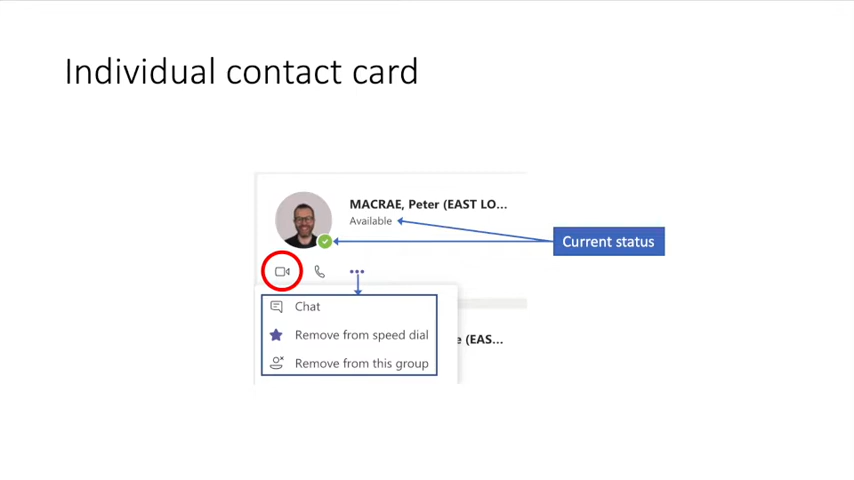 Individual contact card
MACRAE, Peter (EAST LO...
Available
Current status
Chat
Remove from speed dial
e (EAS...
Remove from this group